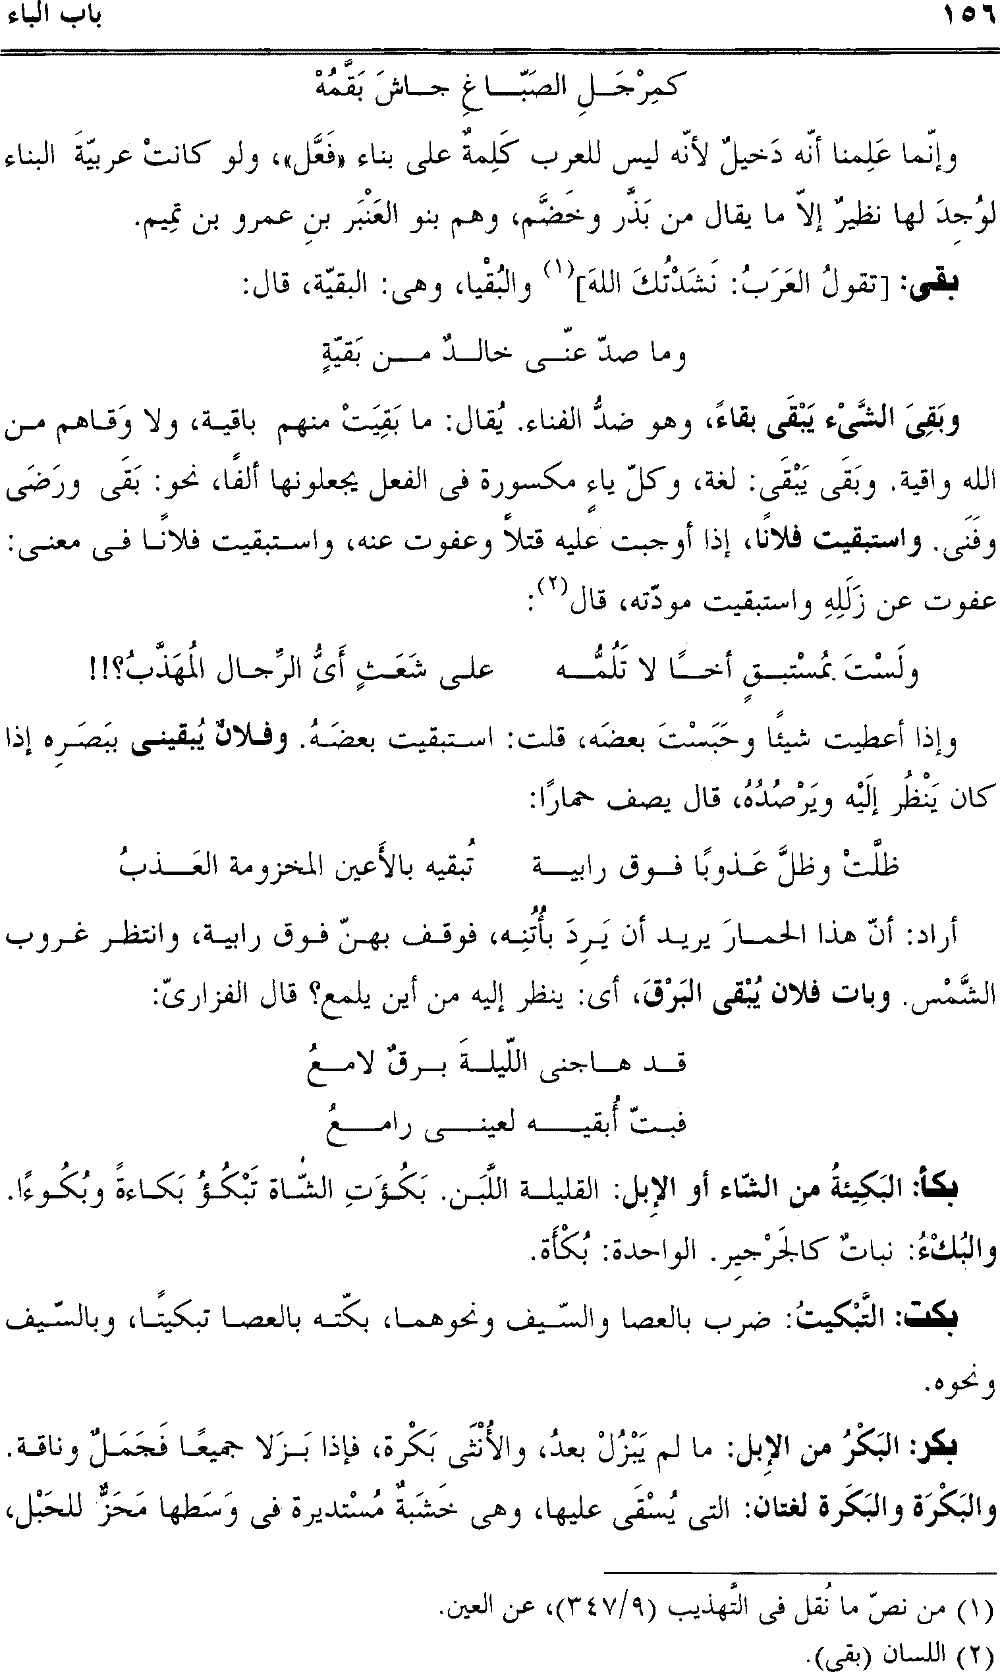 ١٥٦ باب الباء
كمِرْجَلِ الصَبّاغِ جاشَ بَقَّمُهْ
وإنّما عَلِمنا أنّه دَخيلٌ لأنّه ليس للعرب كَلِمةٌ على بناء «فَعَّل»، ولو كانتْ عربيّةَ البناء
لوُجِدَ لها نظيرٌ إلاّ ما يقال من بَذَّر وخَضَّم، وهم بنو العَنْبَر بنِ عمرو بن تمِيم.
بقى: [تقولُ العَرَبُ: نَشَدْتُكَ اللهَ](١) والبُقْيا، وهى: البقيّة، قال:
وما صدّ عنّى خالدٌ من بَقيّةٍ
وبَقِىَ الشَّىْء يَبْقَى بقاءً، وهو ضدُّ الفناء. يُقال: ما بَقِيَتْ منهم باقية، ولا وَقاهم من
الله واقية. وبَقَى يَبْقَى: لغة، وكلّ ياءٍ مكسورة فى الفعل يجعلونها ألفًا، نحو: بَقَى ورَضَى
وفَنَى. واستبقيت فلانًا، إذا أوجبت عليه قتلاً وعفوت عنه، واستبقيت فلانًا فى معنى:
عفوت عن زَلَلِهِ واستبقيت مودّته، قال(٢):
ولَسْتَ بمُسْتبقٍ أخًا لا تَلُمُّه على شَعَثٍ أَىُّ الرِّجال المُهَذَّبُ؟!!
وإذا أعطيت شيئًا وحَبَسْتَ بعضَه، قلت: استبقيت بعضَهُ. وفلانٌ يُبقينى ببَصَرِه إذا
كان يَنْظُر إلَيْه ويَرْصُدُهُ، قال يصف حمارًا:
ظلَّتْ وظلَّ عَذوبًا فوق رابية تُبقيه بالأَعين المخزومة العَذبُ
أراد: أنّ هذا الحمارَ يريد أن يَرِدَ بأُتُنِه، فوقف بهنّ فوق رابية، وانتظر غروب
الشَّمْس. وبات فلان يُبْقى البَرْقَ، أى: ينظر إليه من أين يلمع؟ قال الفزارىّ:
قد هاجنى اللّيلةَ برقٌ لامعُ
فبتّ أُبقيه لعينى رامعُ
بكأ: البَكِيئةُ من الشّاء أو الإبل: القليلة اللَّبَن. بَكُؤَتِ الشّاة تَبْكُؤُ بَكاءةً وبُكُوءًا.
والبُكْءُ: نباتٌ كالجَرْجيرِ. الواحدة: بُكْأَة.
بكت: التَّبْكيتُ: ضرب بالعصا والسّيف ونحوهما، بكّته بالعصا تبكيتًا، وبالسّيف
ونحوه.
بكر: البَكْرُ من الإبل: ما لم يَبْزُلْ بعدُ، والأُنْثَى بَكْرة، فإذا بَزَلا جميعًا فَجَمَلٌ وناقة.
والبَكْرَة والبَكَرة لغتان: التى يُسْقَى عليها، وهى خَشَبةٌ مُسْتديرة فى وَسَطها مَحَزٌّ للحَبْل،
(١) من نصّ ما نُقل فى التَّهذيب (٣٤٧/٩)، عن العين.
(٢) اللسان (بقى).